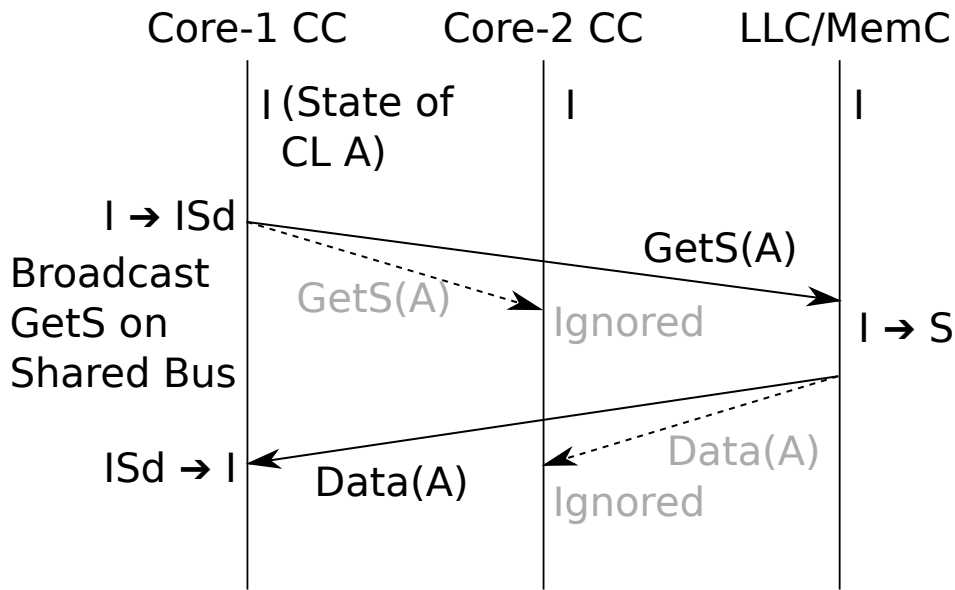 Core-1 CC
Core-2 CC
LLC/MemC
I (State of
CL A)
I
I
I ➔ ISd
Broadcast
GetS on
Shared Bus
GetS(A)
GetS(A)
Ignored
I ➔ S
ISd ➔ I
Data(A)
Data(A)
Ignored